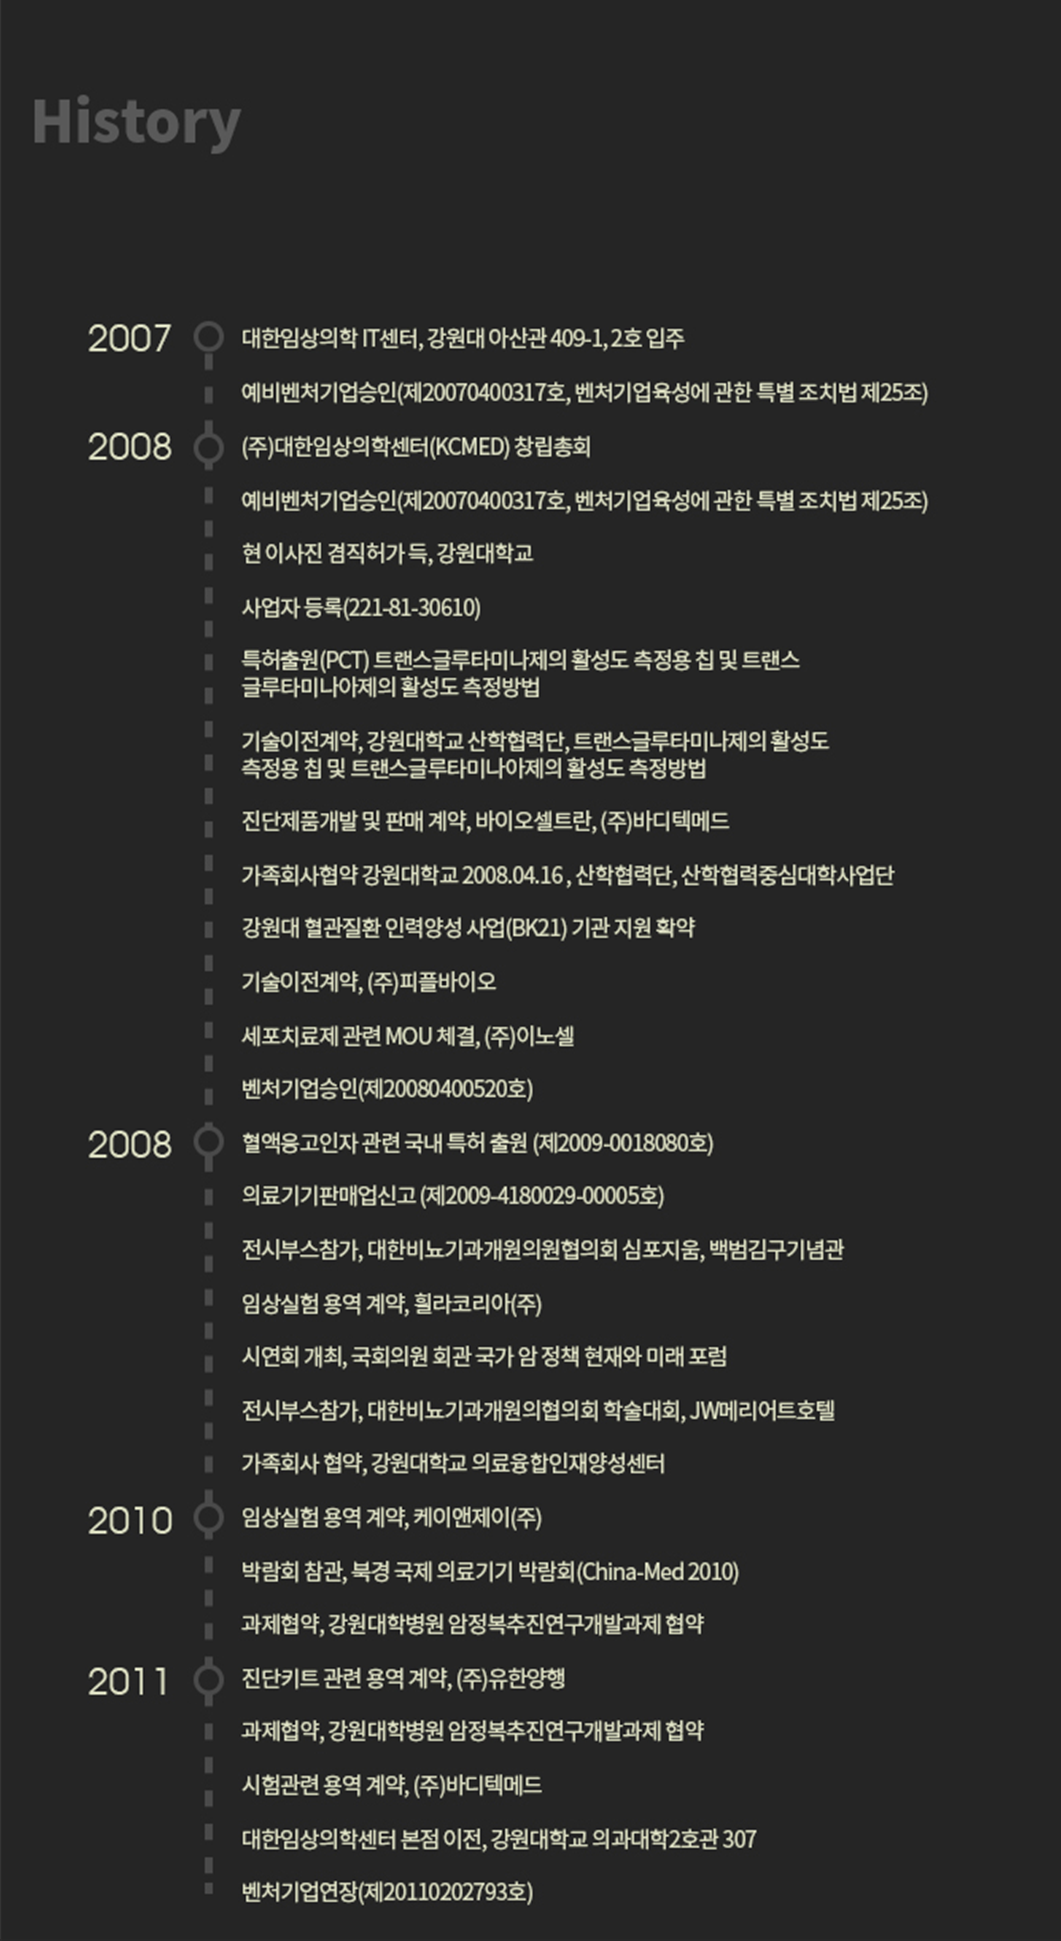 History
2007
대한임상의학 IT센터, 강원대 아산관 409-1, 2호 입주
예비벤처기업승인(제20070400317호, 벤처기업육성에 관한 특별 조치법 제25조)
2008
(주)대한임상의학센터(KCMED) 창립총회
예비벤처기업승인(제20070400317호, 벤처기업육성에 관한 특별 조치법 제25조)
현 이사진 겸직허가 득, 강원대학교
사업자 등록(221-81-30610)
특허출원(PCT) 트랜스글루타미나제의 활성도 측정용 칩 및 트랜스
글루타미나아제의 활성도 측정방법
기술이전계약, 강원대학교 산학협력단, 트랜스글루타미나제의 활성도
측정용 칩 및 트랜스글루타미나아제의 활성도 측정방법
진단제품개발 및 판매 계약, 바이오셀트란, (주)바디텍메드
가족회사협약 강원대학교 2008.04.16 , 산학협력단, 산학협력중심대학사업단
강원대 혈관질환 인력양성 사업(BK21) 기관 지원 확약
기술이전계약, (주)피플바이오
세포치료제 관련 MOU 체결, (주)이노셀
벤처기업승인(제20080400520호)
2008
혈액응고인자 관련 국내 특허 출원 (제2009-0018080호)
의료기기판매업신고 (제2009-4180029-00005호)
전시부스참가, 대한비뇨기과개원의원협의회 심포지움, 백범김구기념관
임상실험 용역 계약, 휠라코리아(주)
시연회 개최, 국회의원 회관 국가 암 정책 현재와 미래 포럼
전시부스참가, 대한비뇨기과개원의협의회 학술대회, JW메리어트호텔
가족회사 협약, 강원대학교 의료융합인재양성센터
2010
임상실험 용역 계약, 케이앤제이(주)
박람회 참관, 북경 국제 의료기기 박람회(China-Med 2010)
과제협약, 강원대학병원 암정복추진연구개발과제 협약
2011
진단키트 관련 용역 계약, (주)유한양행
과제협약, 강원대학병원 암정복추진연구개발과제 협약
시험관련 용역 계약, (주)바디텍메드
대한임상의학센터 본점 이전, 강원대학교 의과대학2호관 307
벤처기업연장(제20110202793호)